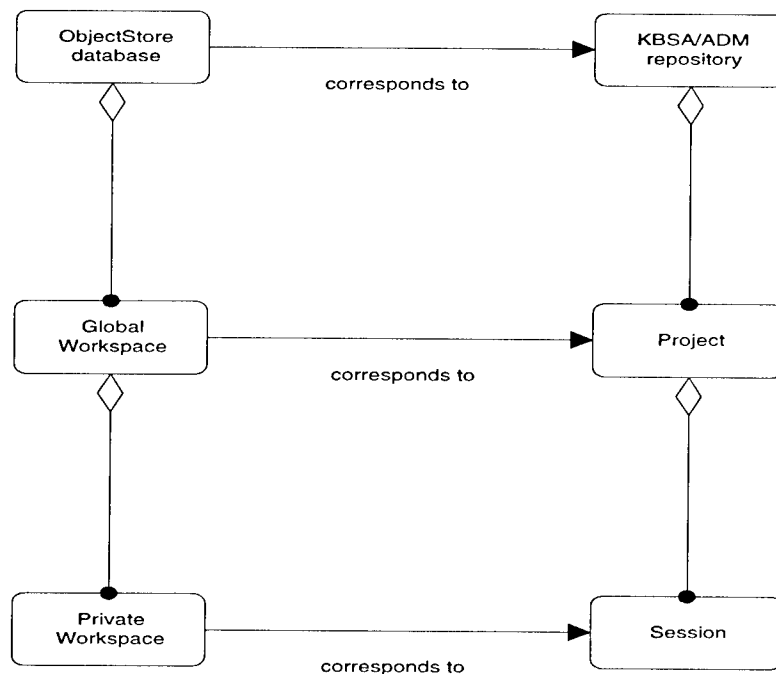 ObjectStore
database
KBSA/ADM
repository
corresponds to
Global
Workspace
Project
corresponds to
Private
Workspace
Session
corresponds to